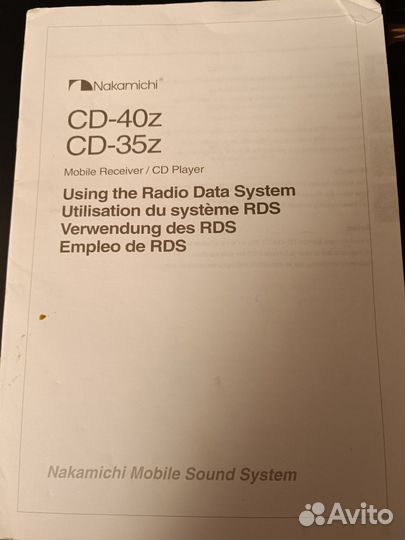 Nakamichi®
CD-40z
CD-35z
Mobile Receiver / CD Player
Using the Radio Data System
Utilisation du système RDS
Verwendung des RDS
Empleo de RDS
Nakamichi Mobile Sound System
Avito